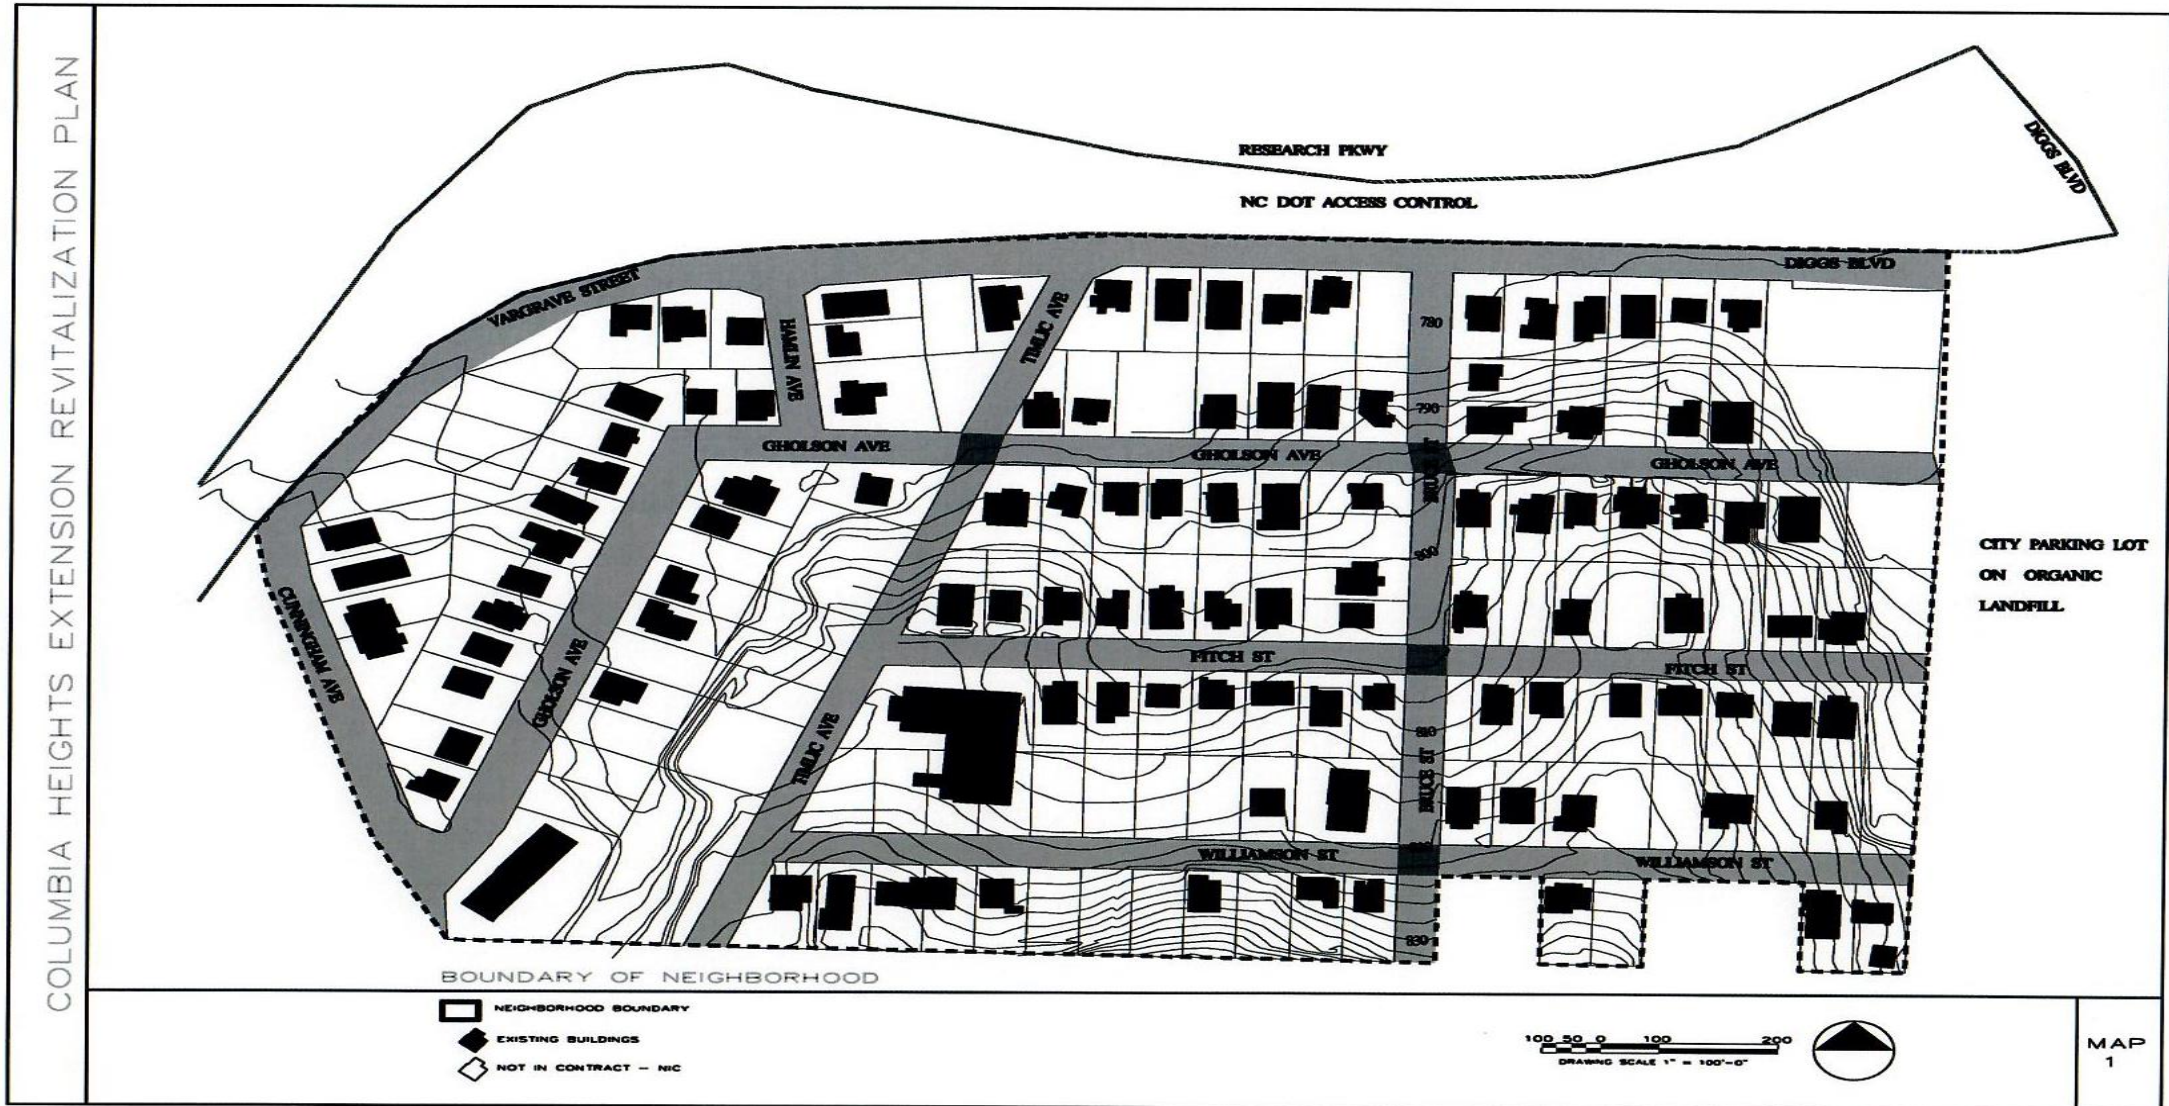 COLUMBIA HEIGHTS EXTENSION REVITALIZATION PLAN
RESEARCH PKWY
DIGGS BLVD
NC DOT ACCESS CONTROL
DIGGS BLVD
VARGRAVE STREET
HAMLIN AVE
TIMLIC AVE
780
790
GHOLSON AVE
GHOLSON AVE
BRUCE ST
GHOLSON AVE
800
CITY PARKING LOT
ON ORGANIC
LANDFILL
CUNNINGHAM AVE
GHOLSON AVE
FITCH ST
FITCH ST
TIMLIC AVE
810
BRUCE ST
WILLIAMSON ST
WILLIAMSON ST
830
BOUNDARY OF NEIGHBORHOOD
NEIGHBORHOOD BOUNDARY
EXISTING BUILDINGS
NOT IN CONTRACT - NIC
100 50 0 100 200
DRAWING SCALE 1" = 100'-0"
MAP
1